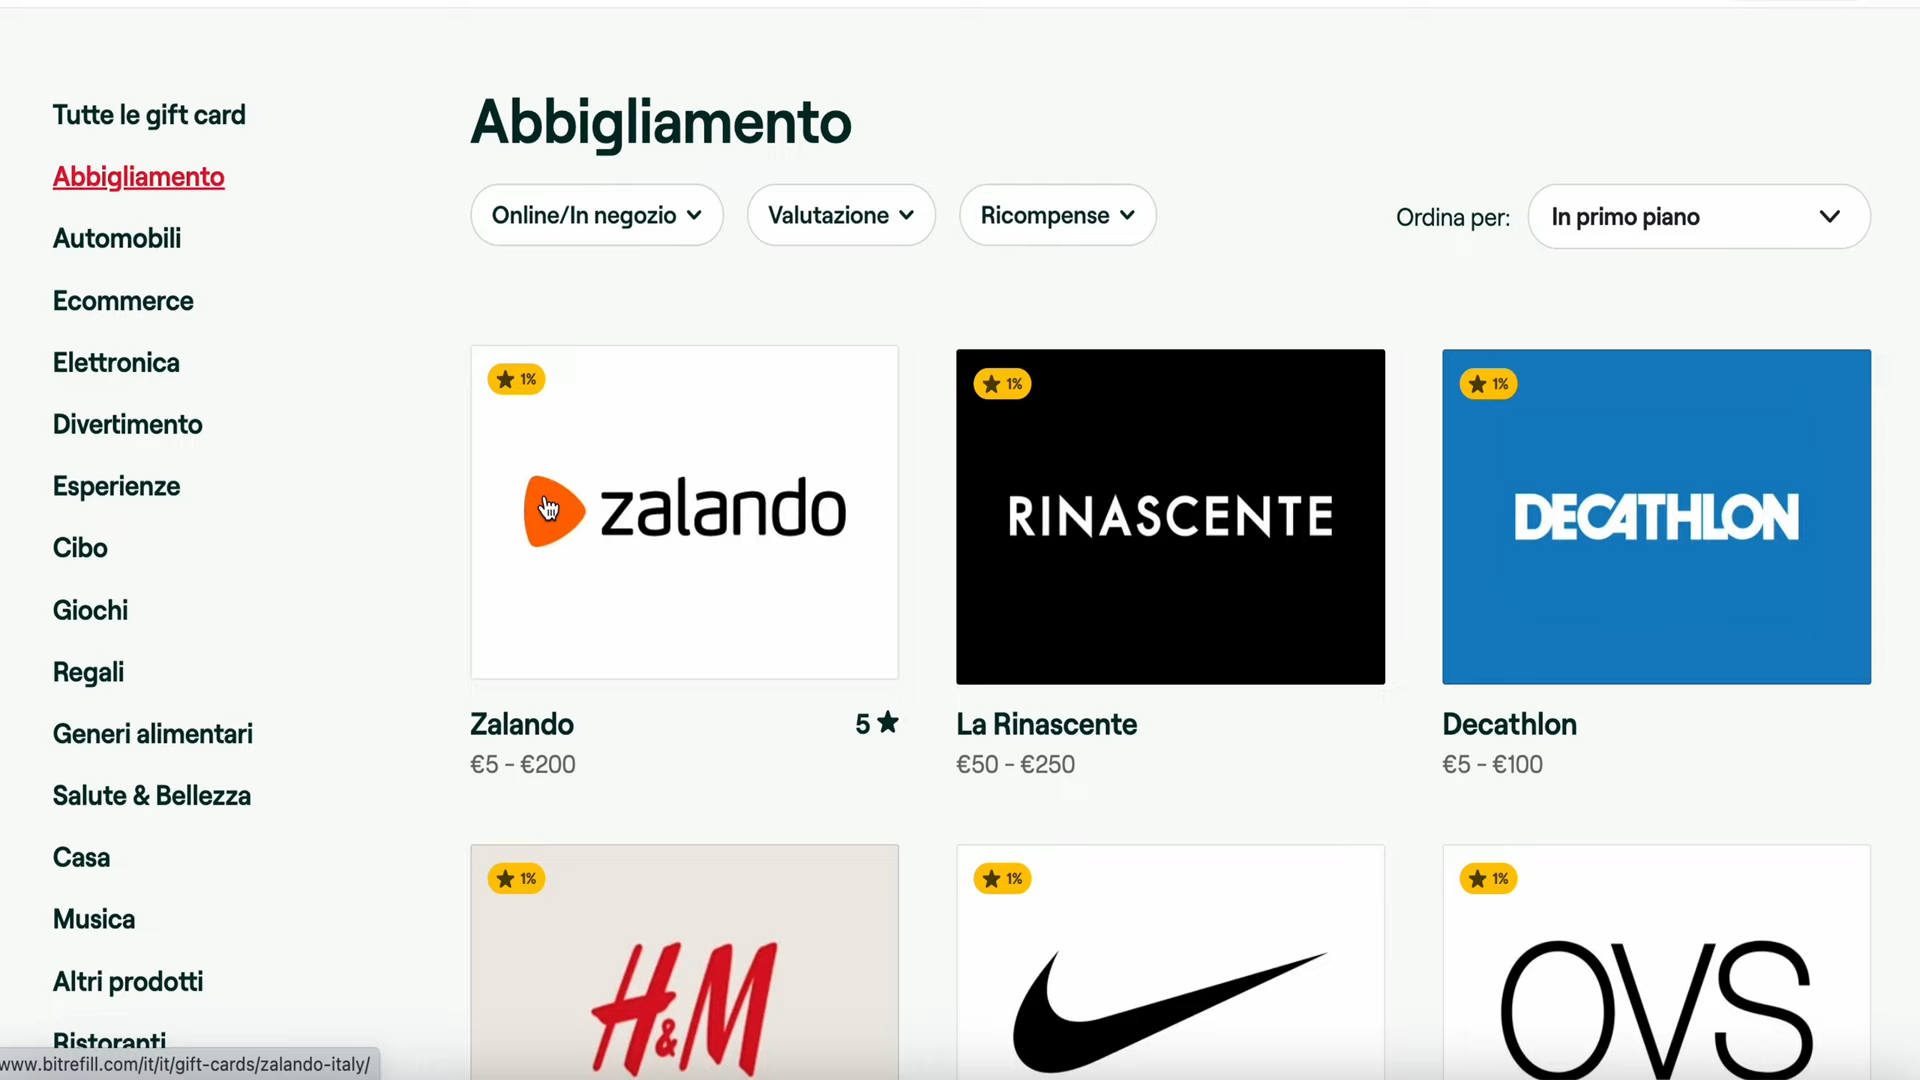 Tutte le gift card
Abbigliamento
Automobili
Ecommerce
Elettronica
Divertimento
Esperienze
Cibo
Giochi
Regali
Generi alimentari
Salute & Bellezza
Casa
Musica
Altri prodotti
Ristoranti
www.bitrefill.com/it/it/gift-cards/zalando-italy/
Abbigliamento
Online/In negozio
Valutazione
Ricompense
Ordina per:
In primo piano
1%
zalando
Zalando
5
€5 - €200
1%
RINASCENTE
La Rinascente
€50 - €250
1%
DECATHLON
Decathlon
€5 - €100
1%
H&M
1%
1%
OVS